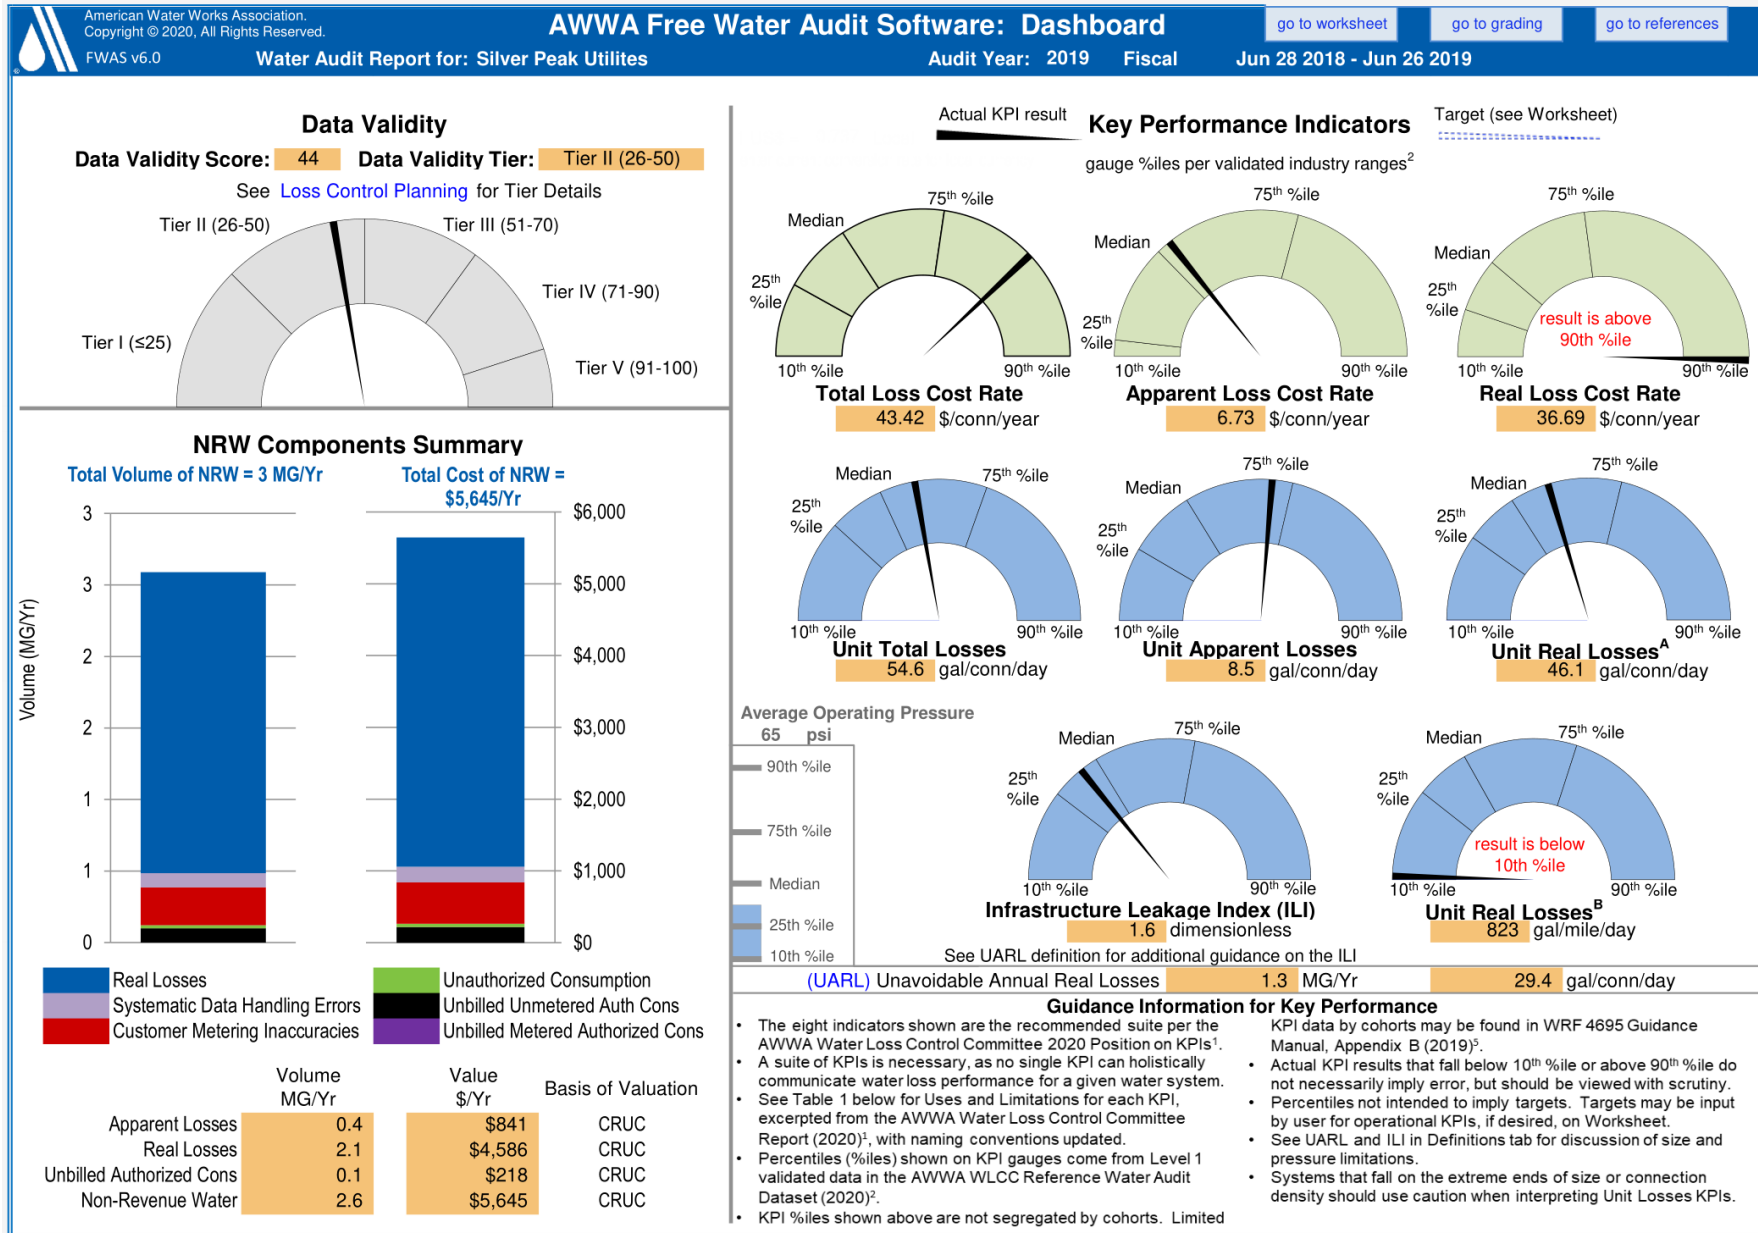 American Water Works Association.
Copyright © 2020, All Rights Reserved.
FWAS v6.0
AWWA Free Water Audit Software: Dashboard
go to worksheet
go to grading
go to references
Water Audit Report for: Silver Peak Utilites
Audit Year: 2019 Fiscal Jun 28 2018 - Jun 26 2019
Data Validity
Data Validity Score: 44 Data Validity Tier: Tier II (26-50)
See Loss Control Planning for Tier Details
Tier II (26-50)
Tier III (51-70)
Tier IV (71-90)
Tier I (≤25)
Tier V (91-100)
NRW Components Summary
Total Volume of NRW = 3 MG/Yr
Total Cost of NRW =
$5,645/Yr
Volume (MG/Yr)
3
3
2
2
1
1
0
$6,000
$5,000
$4,000
$3,000
$2,000
$1,000
$0
Real Losses
Unauthorized Consumption
Systematic Data Handling Errors
Unbilled Unmetered Auth Cons
Customer Metering Inaccuracies
Unbilled Metered Authorized Cons
Volume
MG/Yr
Value
$/Yr
Basis of Valuation
Apparent Losses 0.4 $841 CRUC
Real Losses 2.1 $4,586 CRUC
Unbilled Authorized Cons 0.1 $218 CRUC
Non-Revenue Water 2.6 $5,645 CRUC
Actual KPI result
Key Performance Indicators
Target (see Worksheet)
gauge %iles per validated industry ranges2
10th %ile
25th
%ile
Median
75th %ile
90th %ile
Total Loss Cost Rate
43.42 $/conn/year
10th %ile
25th
%ile
Median
75th %ile
90th %ile
Apparent Loss Cost Rate
6.73 $/conn/year
10th %ile
25th
%ile
Median
75th %ile
result is above
90th %ile
90th %ile
Real Loss Cost Rate
36.69 $/conn/year
10th %ile
25th
%ile
Median
75th %ile
90th %ile
Unit Total Losses
54.6 gal/conn/day
10th %ile
25th
%ile
Median
75th %ile
90th %ile
Unit Apparent Losses
8.5 gal/conn/day
10th %ile
25th
%ile
Median
75th %ile
90th %ile
Unit Real LossesA
46.1 gal/conn/day
Average Operating Pressure
65 psi
90th %ile
75th %ile
Median
25th %ile
10th %ile
10th %ile
25th
%ile
Median
75th %ile
90th %ile
Infrastructure Leakage Index (ILI)
1.6 dimensionless
See UARL definition for additional guidance on the ILI
10th %ile
25th
%ile
Median
75th %ile
result is below
10th %ile
90th %ile
Unit Real LossesB
823 gal/mile/day
(UARL) Unavoidable Annual Real Losses 1.3 MG/Yr 29.4 gal/conn/day
Guidance Information for Key Performance
• The eight indicators shown are the recommended suite per the
AWWA Water Loss Control Committee 2020 Position on KPIs1.
• A suite of KPIs is necessary, as no single KPI can holistically
communicate water loss performance for a given water system.
• See Table 1 below for Uses and Limitations for each KPI,
excerpted from the AWWA Water Loss Control Committee
Report (2020)1, with naming conventions updated.
• Percentiles (%iles) shown on KPI gauges come from Level 1
validated data in the AWWA WLCC Reference Water Audit
Dataset (2020)2.
• KPI %iles shown above are not segregated by cohorts. Limited
KPI data by cohorts may be found in WRF 4695 Guidance
Manual, Appendix B (2019)5.
• Actual KPI results that fall below 10th %ile or above 90th %ile do
not necessarily imply error, but should be viewed with scrutiny.
• Percentiles not intended to imply targets. Targets may be input
by user for operational KPIs, if desired, on Worksheet.
• See UARL and ILI in Definitions tab for discussion of size and
pressure limitations.
• Systems that fall on the extreme ends of size or connection
density should use caution when interpreting Unit Losses KPIs.